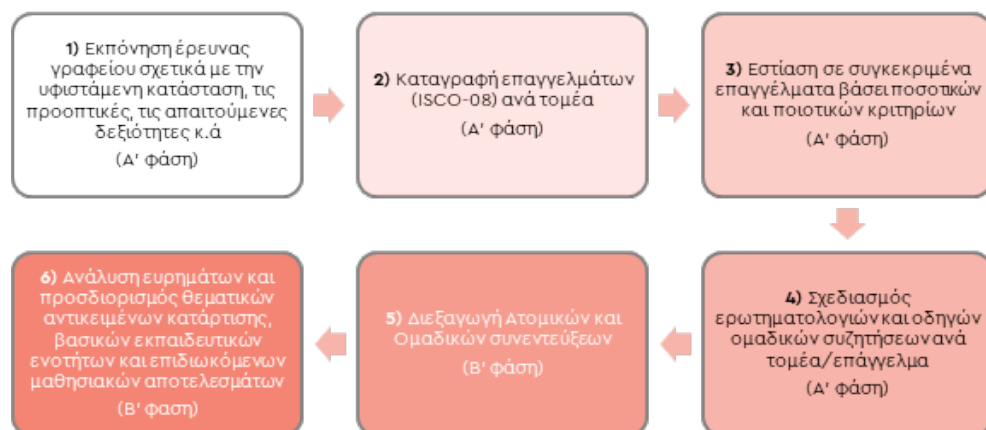 1) Εκπόνηση έρευνας
γραφείου σχετικά με την
υφιστάμενη κατάσταση, τις
προοπτικές, τις απαιτούμενες
δεξιότητες κ.ά
(Α' φάση)
2) Καταγραφή επαγγελμάτων
(ISCO-08) ανά τομέα
(Α' φάση)
3) Εστίαση σε συγκεκριμένα
επαγγέλματα βάσει ποσοτικών
και ποιοτικών κριτηρίων
(Α' φάση)
4) Σχεδιασμός
ερωτηματολογιών και οδηγών
ομαδικών συζητήσεων ανά
τομέα/επάγγελμα
(Α' φάση)
5) Διεξαγωγή Ατομικών και
Ομαδικών συνεντεύξεων
(Β' φάση)
6) Ανάλυση ευρημάτων και
προσδιορισμός θεματικών
αντικειμένων κατάρτισης,
βασικών εκπαιδευτικών
ενοτήτων και επιδιωκόμενων
μαθησιακών αποτελεσμάτων
(Β' φαση)